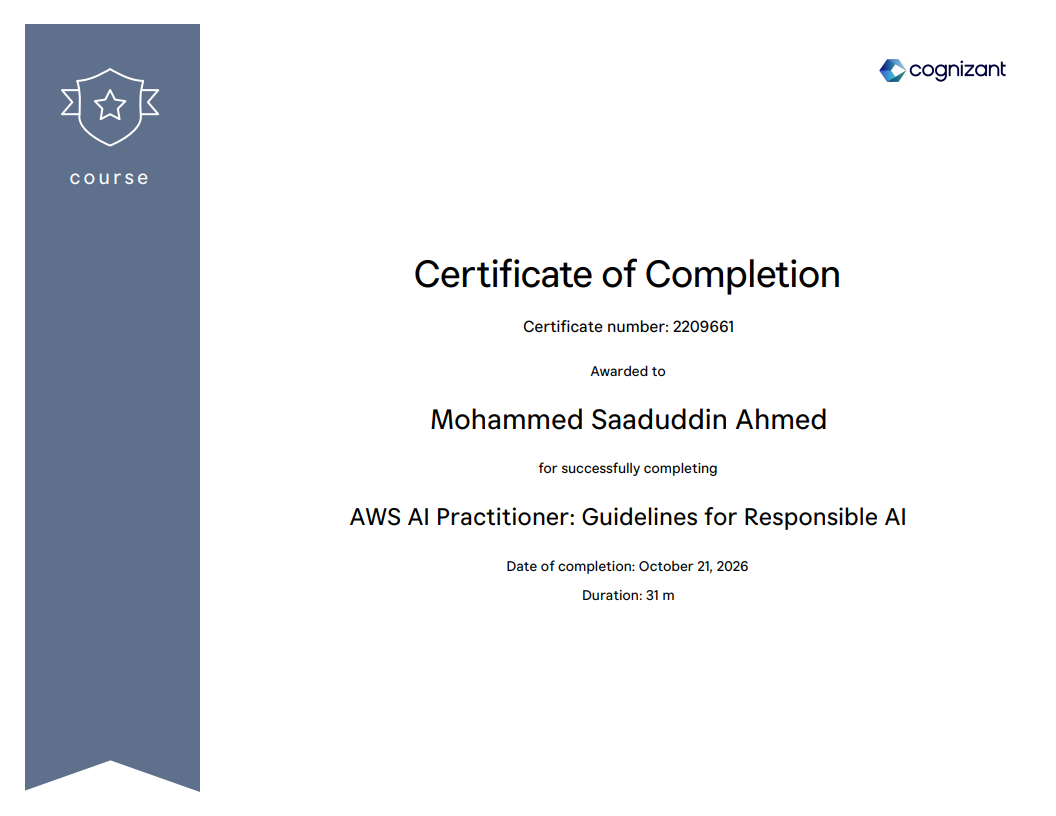 cognizant
course
Certificate of Completion
Certificate number: 2209661
Awarded to
Mohammed Saaduddin Ahmed
for successfully completing
AWS AI Practitioner: Guidelines for Responsible AI
Date of completion: October 21, 2026
Duration: 31 m